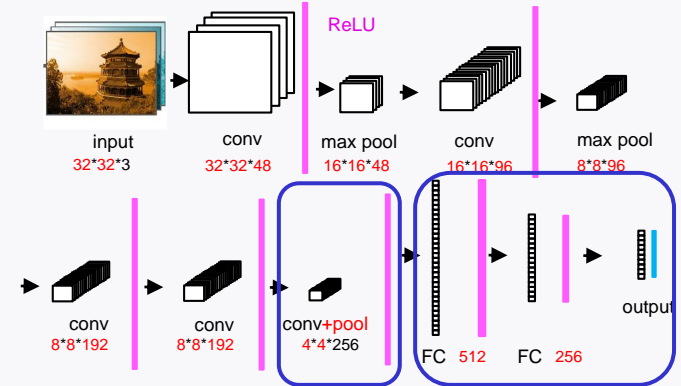 ReLU
input
conv
max pool
conv
max pool
32*32*3
32*32*48
16*16*48
16*16*96
8*8*96
conv
conv
conv+pool
output
8*8*192
8*8*192
4*4*256
FC 512
FC 256